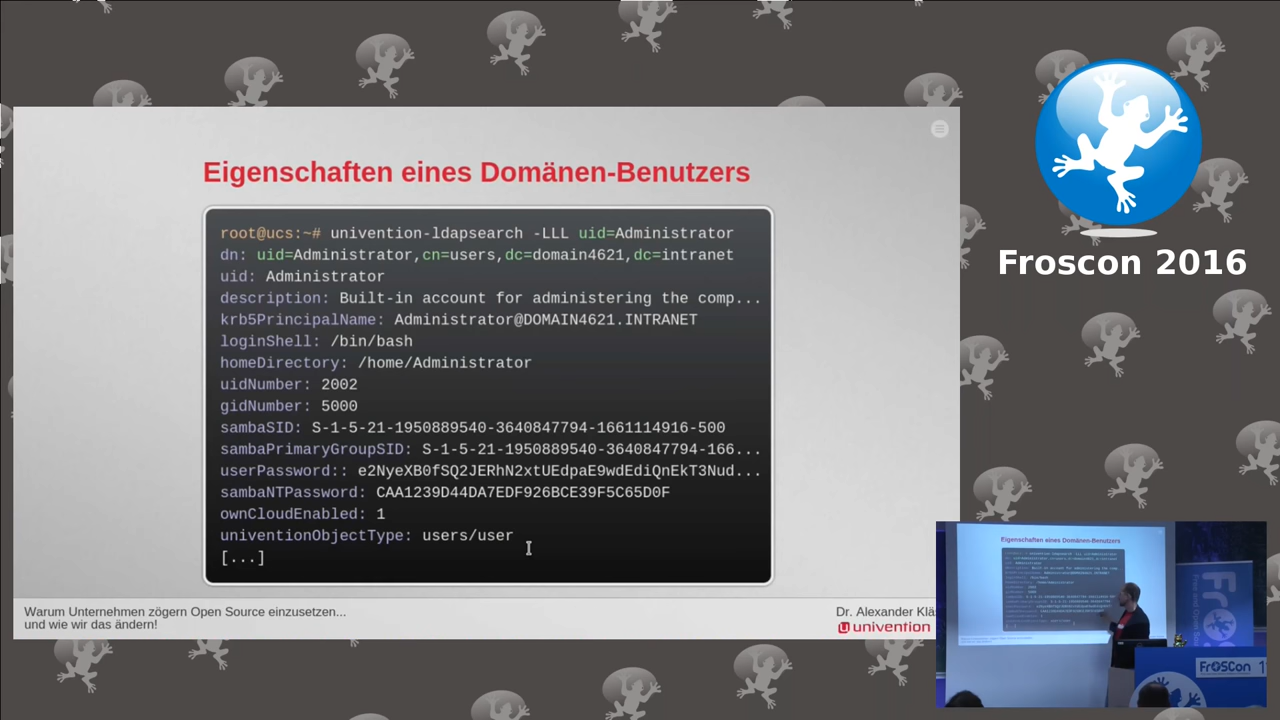 Eigenschaften eines Domänen-Benutzers
root@ucs:~# univention-ldapsearch -LLL uid=Administrator
dn: uid=Administrator,cn=users,dc=domain4621,dc=intranet
uid: Administrator
description: Built-in account for administering the comp...
krb5PrincipalName: Administrator@DOMAIN4621.INTRANET
loginShell: /bin/bash
homeDirectory: /home/Administrator
uidNumber: 2002
gidNumber: 5000
sambaSID: S-1-5-21-1950889540-3640847794-1661114916-500
sambaPrimaryGroupSID: S-1-5-21-1950889540-3640847794-166...
userPassword:: e2NyeXB0fSQ2JERhN2xtUEdpaE9wdEdiQnEkT3Nud...
sambaNTPassword: CAA1239D44DA7EDF926BCE39F5C65D0F
ownCloudEnabled: 1
univentionObjectType: users/user
[...]
Warum Unternehmen zögern Open Source einzusetzen...
und wie wir das ändern!
Dr. Alexander Klä
univention
Froscon 2016
Eigenschaften eines Domänen-Benutzers
FrOSCon 1